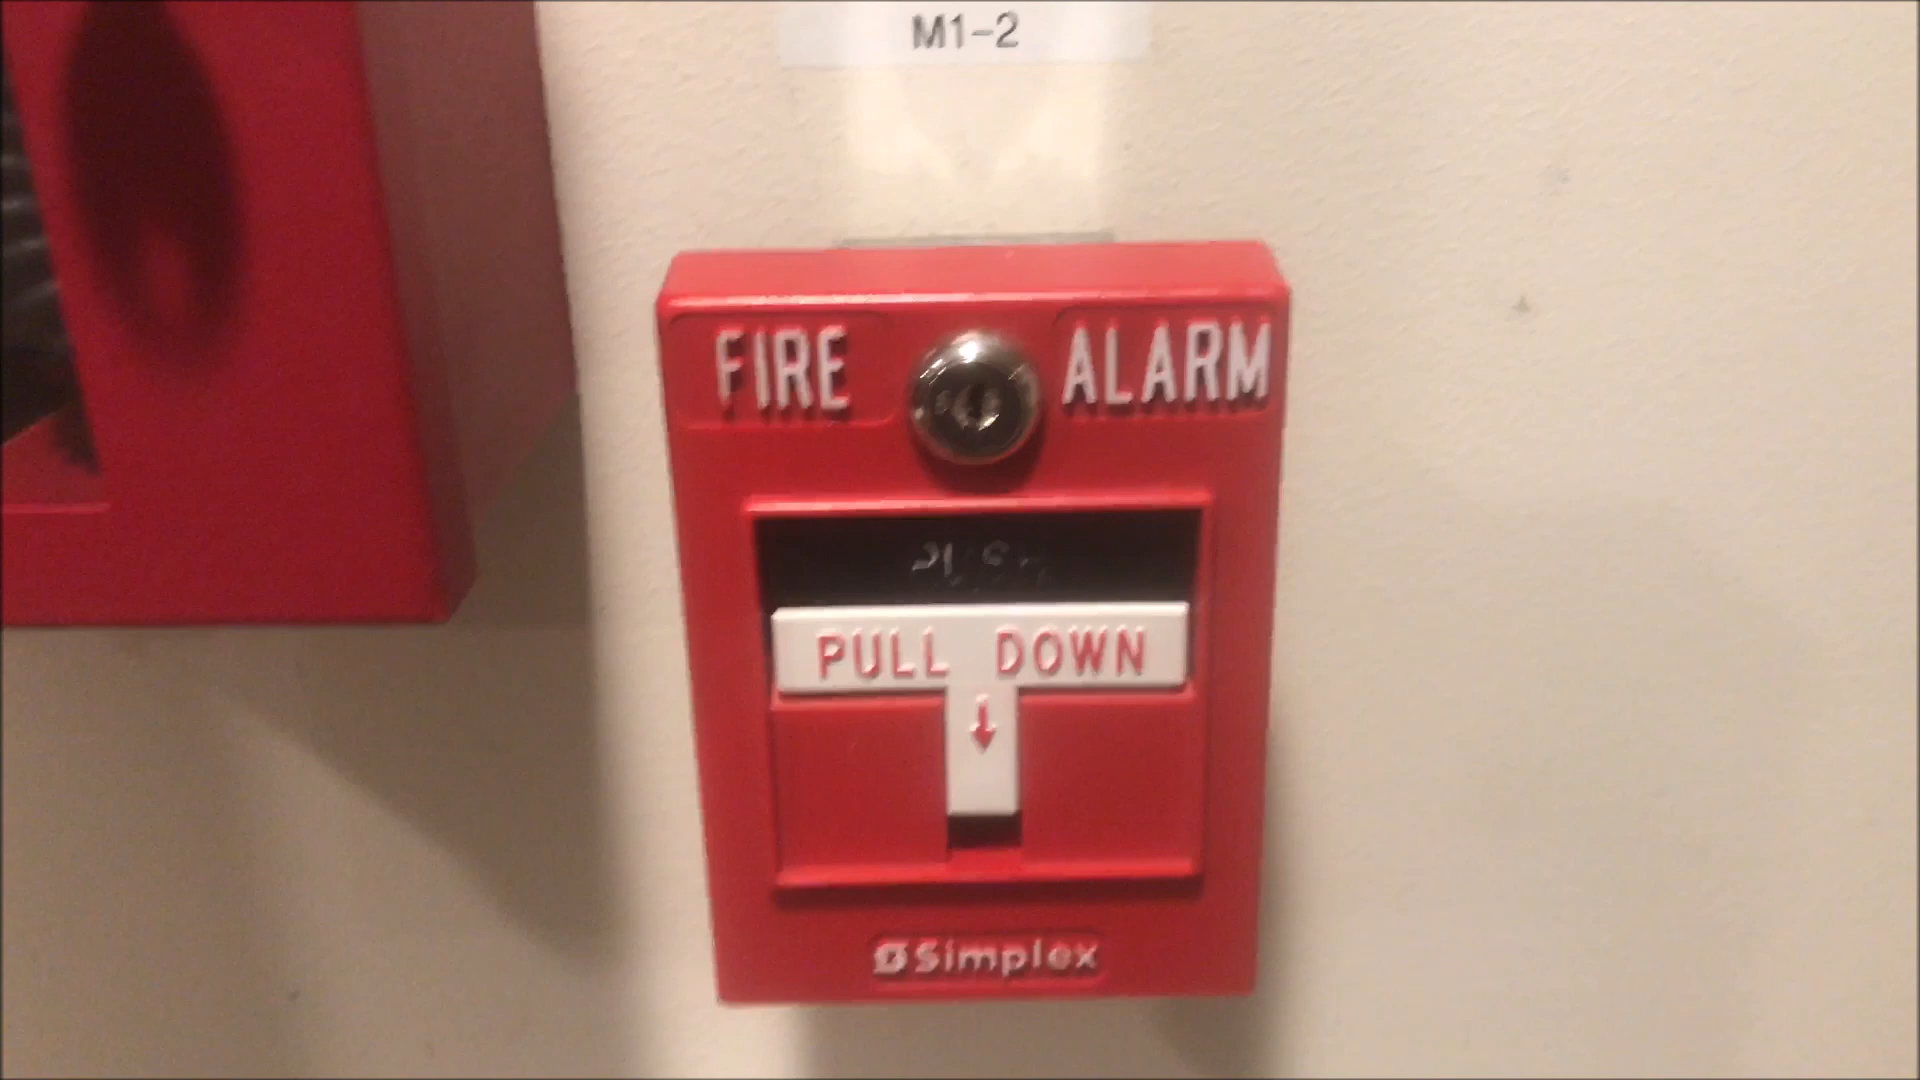 M1-2
FIRE ALARM
PUSH
PULL DOWN
↓
Simplex